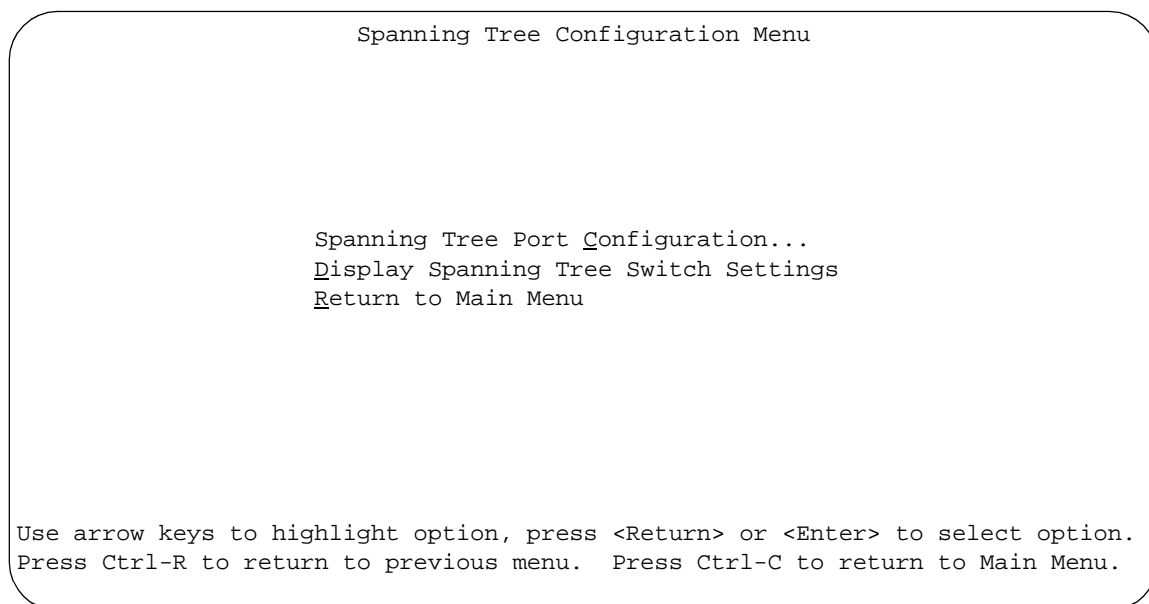 Spanning Tree Configuration Menu
Spanning Tree Port Configuration...
Display Spanning Tree Switch Settings
Return to Main Menu
Use arrow keys to highlight option, press <Return> or <Enter> to select option.
Press Ctrl-R to return to previous menu.  Press Ctrl-C to return to Main Menu.